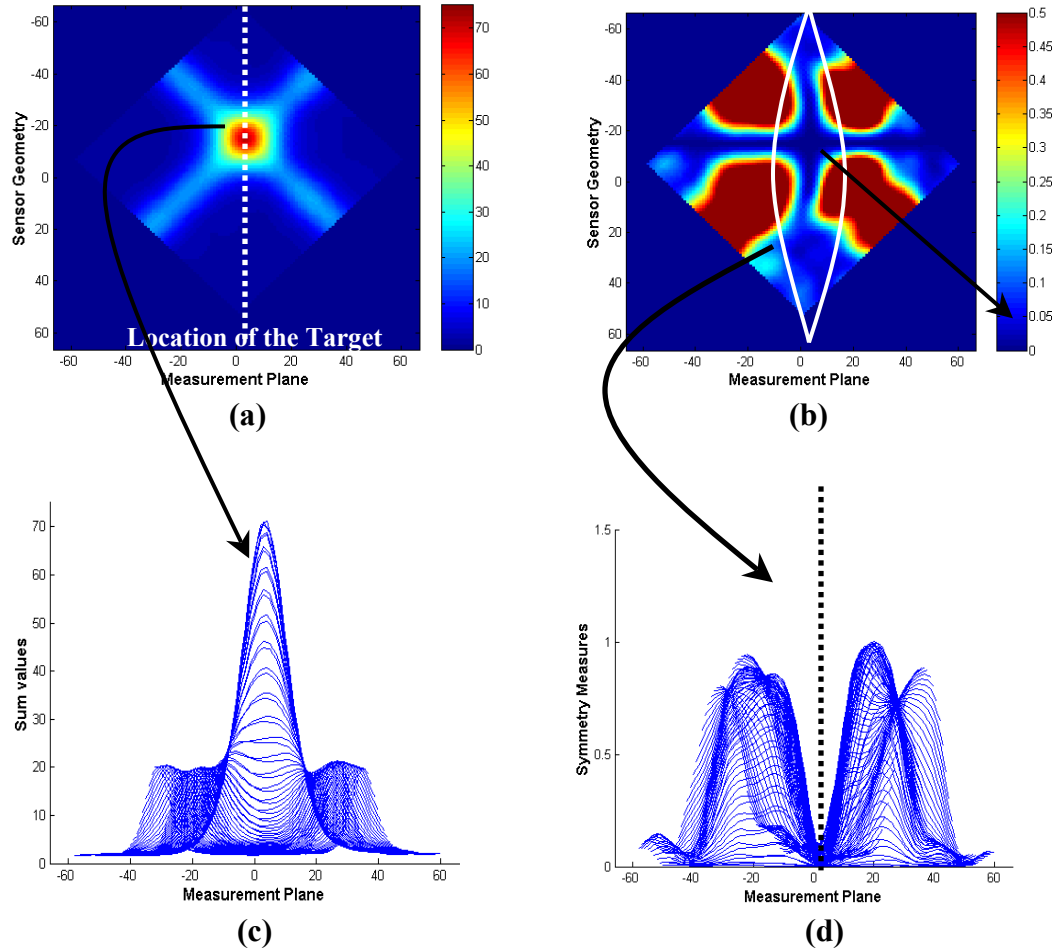 -60
-40
-20
0
20
40
60
Sensor Geometry
Location of the Target
-60 -40 -20 0 20 40 60
Measurement Plane
70
60
50
40
30
20
10
0
(a)
-60
-40
-20
0
20
40
60
Sensor Geometry
-60 -40 -20 0 20 40 60
Measurement Plane
0.5
0.45
0.4
0.35
0.3
0.25
0.2
0.15
0.1
0.05
0
(b)
70
60
50
40
30
20
10
0
Sum values
-60 -40 -20 0 20 40 60
Measurement Plane
(c)
1.5
1
0.5
0
Symmetry Measures
-60 -40 -20 0 20 40 60
Measurement Plane
(d)